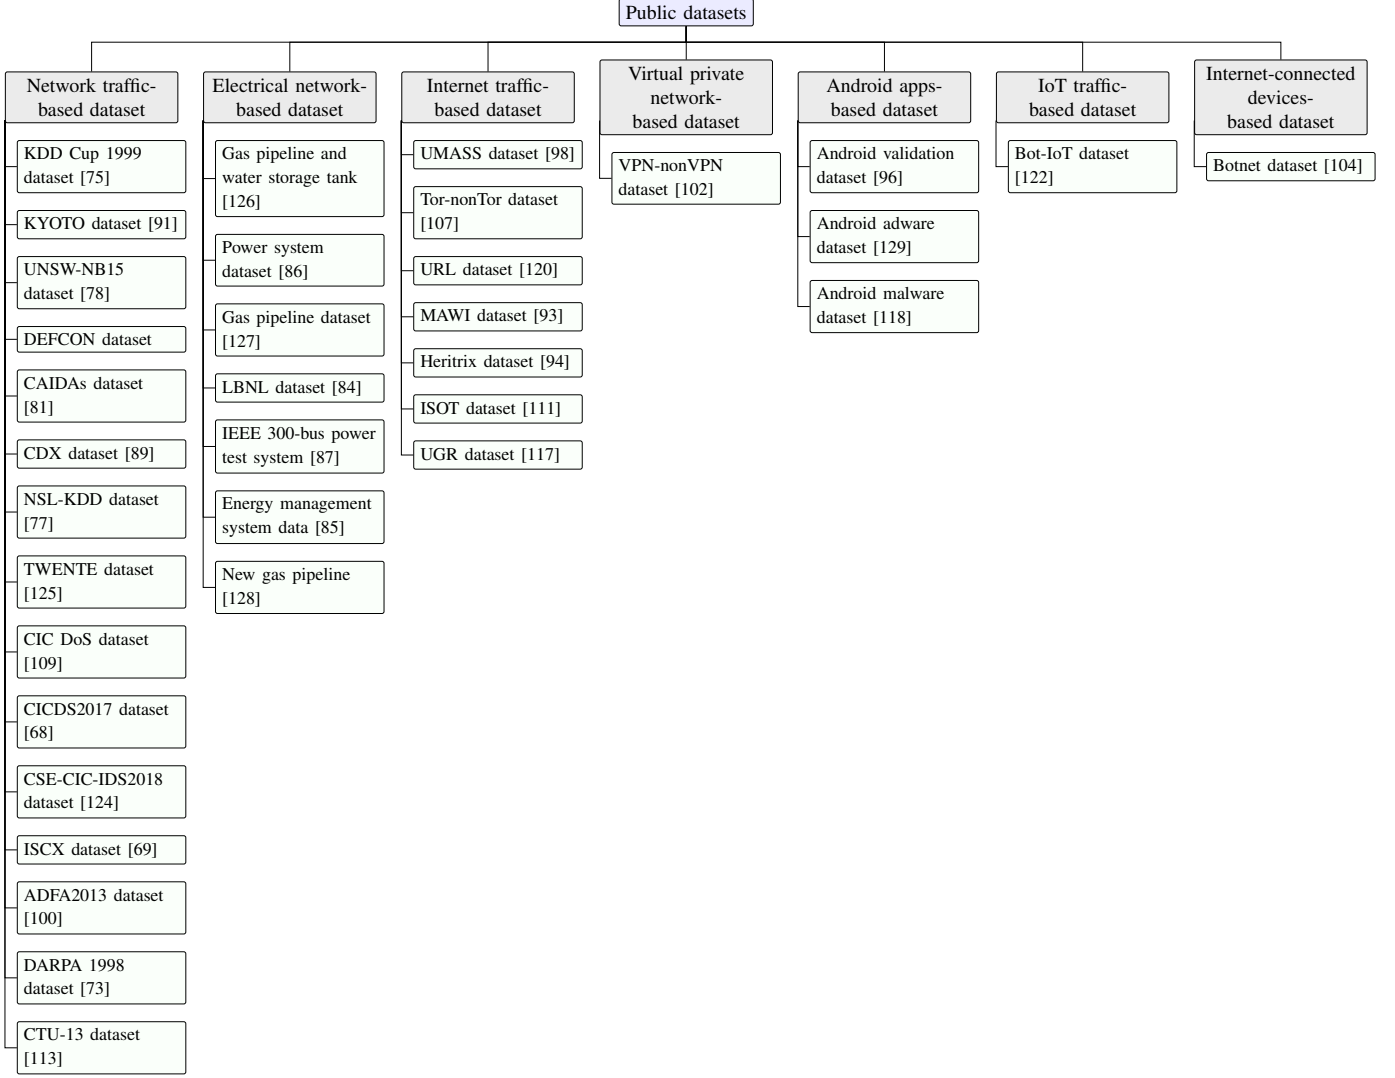 Public datasets
Network traffic-
based dataset
KDD Cup 1999
dataset [75]
KYOTO dataset [91]
UNSW-NB15
dataset [78]
DEFCON dataset
CAIDAs dataset
[81]
CDX dataset [89]
NSL-KDD dataset
[77]
TWENTE dataset
[125]
CIC DoS dataset
[109]
CICDS2017 dataset
[68]
CSE-CIC-IDS2018
dataset [124]
ISCX dataset [69]
ADFA2013 dataset
[100]
DARPA 1998
dataset [73]
CTU-13 dataset
[113]
Electrical network-
based dataset
Gas pipeline and
water storage tank
[126]
Power system
dataset [86]
Gas pipeline dataset
[127]
LBNL dataset [84]
IEEE 300-bus power
test system [87]
Energy management
system data [85]
New gas pipeline
[128]
Internet traffic-
based dataset
UMASS dataset [98]
Tor-nonTor dataset
[107]
URL dataset [120]
MAWI dataset [93]
Heritrix dataset [94]
ISOT dataset [111]
UGR dataset [117]
Virtual private
network-
based dataset
VPN-nonVPN
dataset [102]
Android apps-
based dataset
Android validation
dataset [96]
Android adware
dataset [129]
Android malware
dataset [118]
IoT traffic-
based dataset
Bot-IoT dataset
[122]
Internet-connected
devices-
based dataset
Botnet dataset [104]